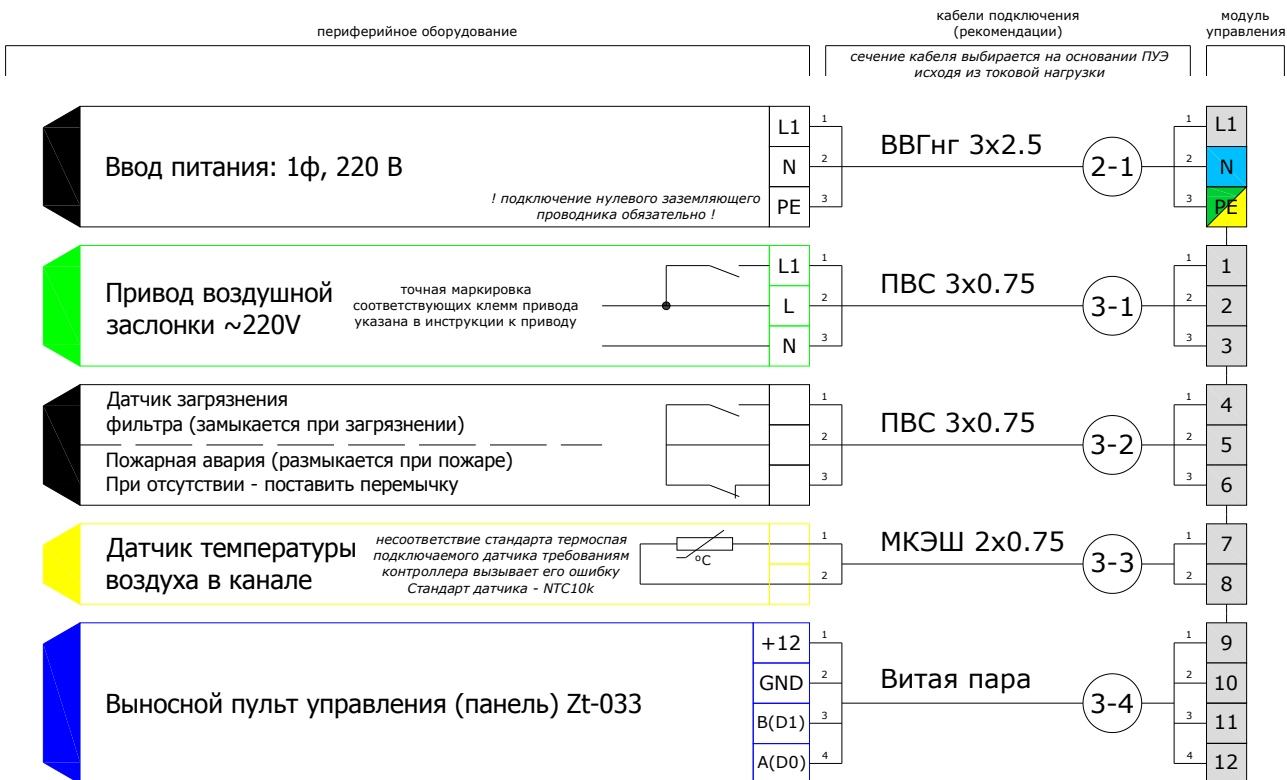 периферийное оборудование
кабели подключения
(рекомендации)
модуль
управления
сечение кабеля выбирается на основании ПУЭ
исходя из токовой нагрузки
Ввод питания: 1ф, 220 В
! подключение нулевого заземляющего
проводника обязательно !
L1
N
PE
1
2
3
ВВГнг 3х2.5
2-1
1
2
3
L1
N
PE
Привод воздушной
заслонки ~220V
точная маркировка
соответствующих клемм привода
указана в инструкции к приводу
L1
L
N
1
2
3
ПВС 3х0.75
3-1
1
2
3
1
2
3
Датчик загрязнения
фильтра (замыкается при загрязнении)
Пожарная авария (размыкается при пожаре)
При отсутствии - поставить перемычку
1
2
3
ПВС 3х0.75
3-2
1
2
3
4
5
6
Датчик температуры
воздуха в канале
несоответствие стандарта термоспая
подключаемого датчика требованиям
контроллера вызывает его ошибку
Стандарт датчика - NTC10k
°C
1
2
МКЭШ 2х0.75
3-3
1
2
7
8
Выносной пульт управления (панель) Zt-033
+12
GND
B(D1)
A(D0)
1
2
3
4
Витая пара
3-4
1
2
3
4
9
10
11
12